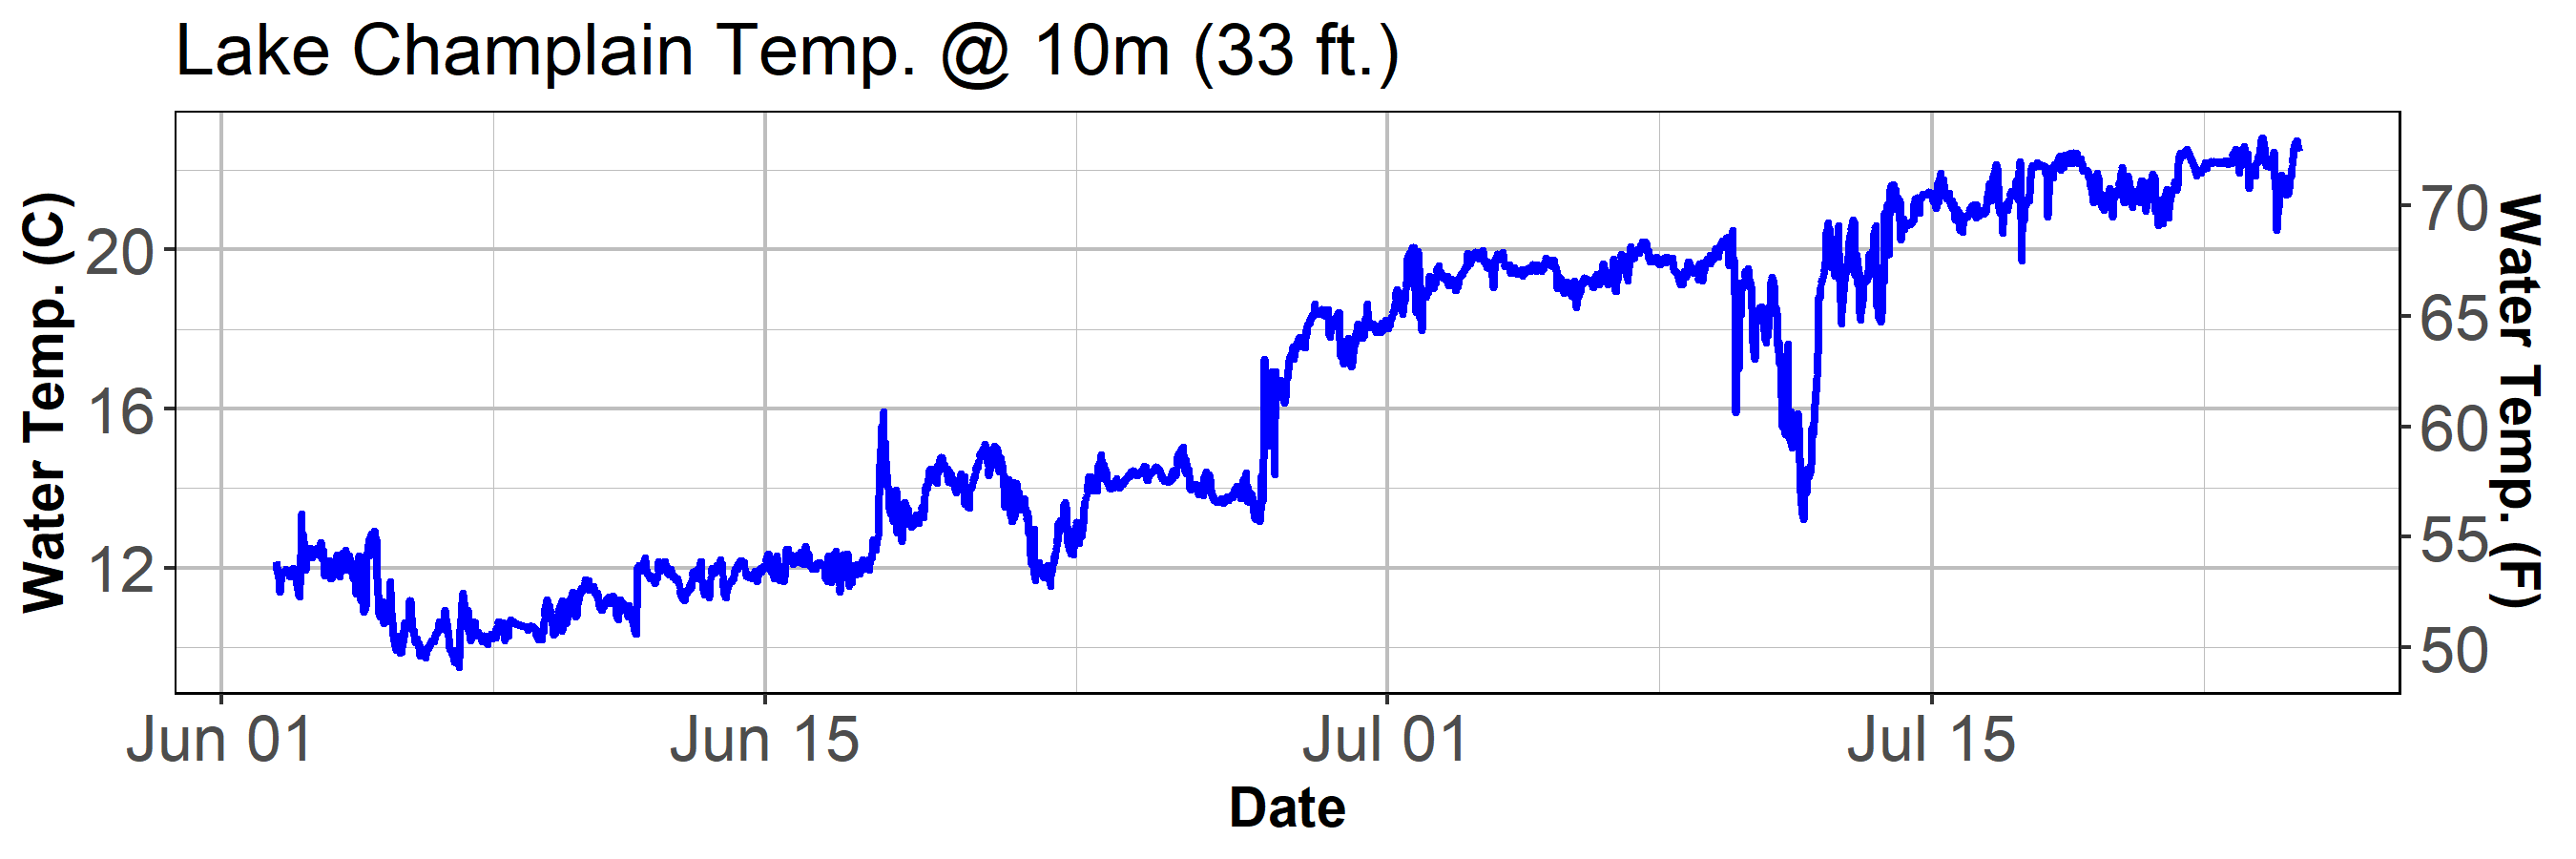 Lake Champlain Temp. @ 10m (33 ft.)
Water Temp. (C)
20
16
12
70
65
60
55
50
Water Temp. (F)
Jun 01
Jun 15
Jul 01
Jul 15
Date